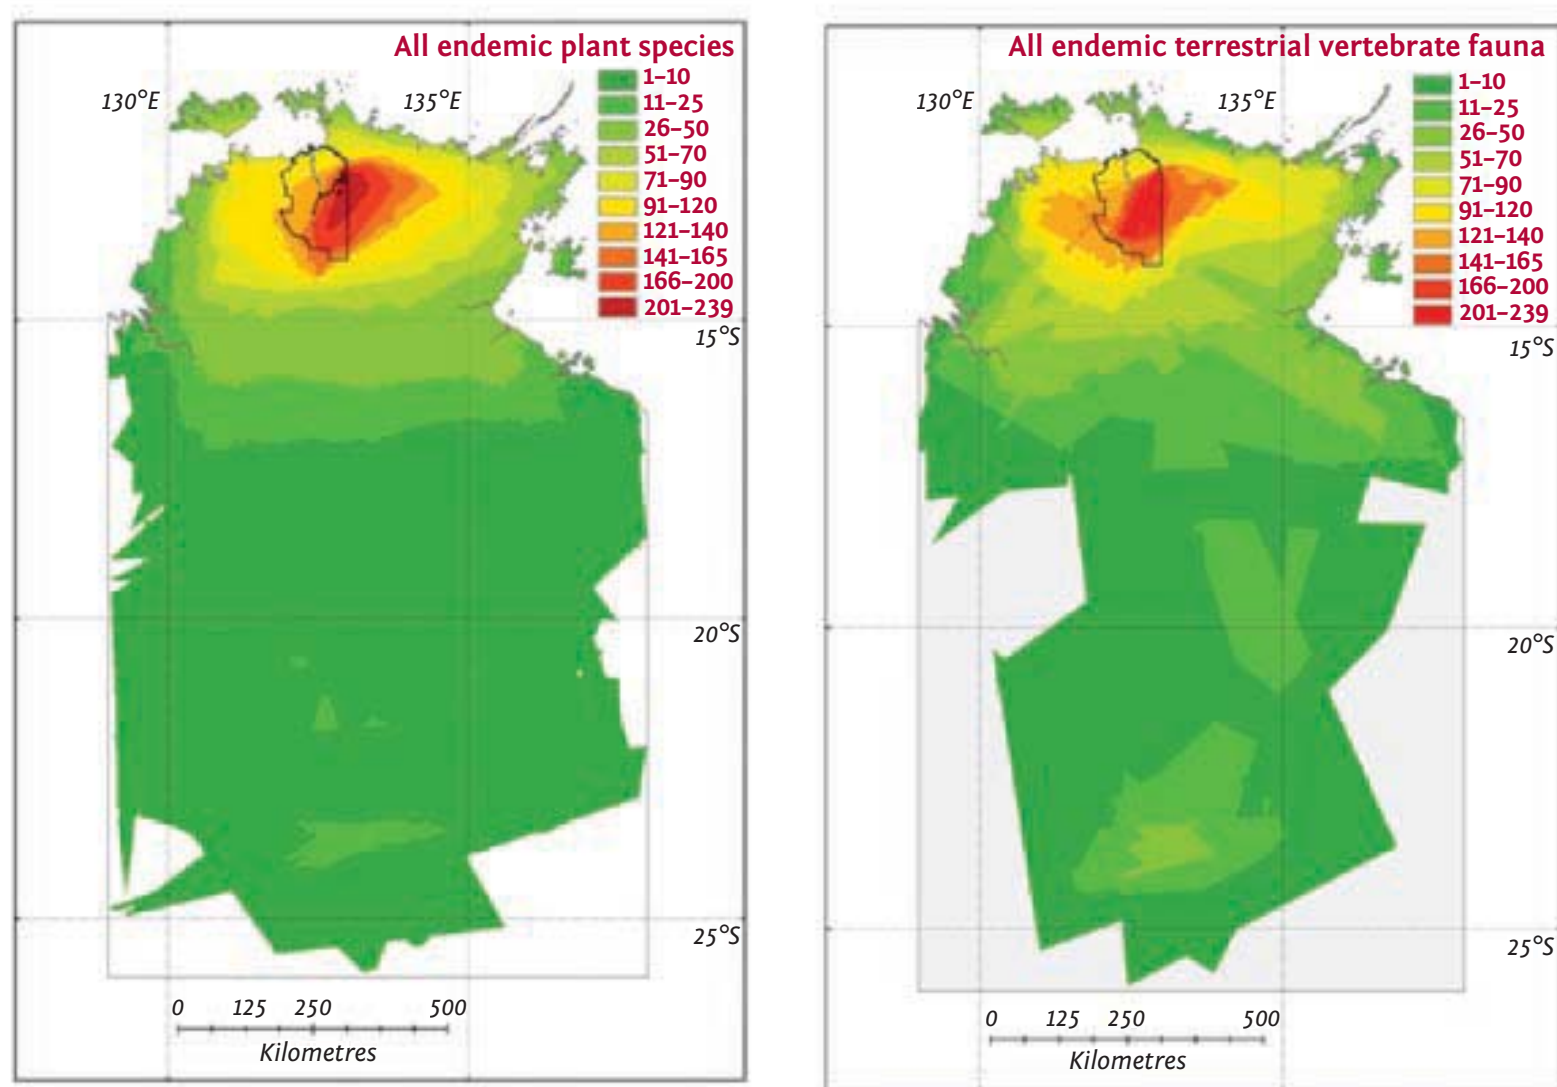 All endemic plant species
130°E
135°E
1–10
11–25
26–50
51–70
71–90
91–120
121–140
141–165
166–200
201–239
15°S
20°S
25°S
0 125 250 500
Kilometres
All endemic terrestrial vertebrate fauna
130°E
135°E
1–10
11–25
26–50
51–70
71–90
91–120
121–140
141–165
166–200
201–239
15°S
20°S
25°S
0 125 250 500
Kilometres